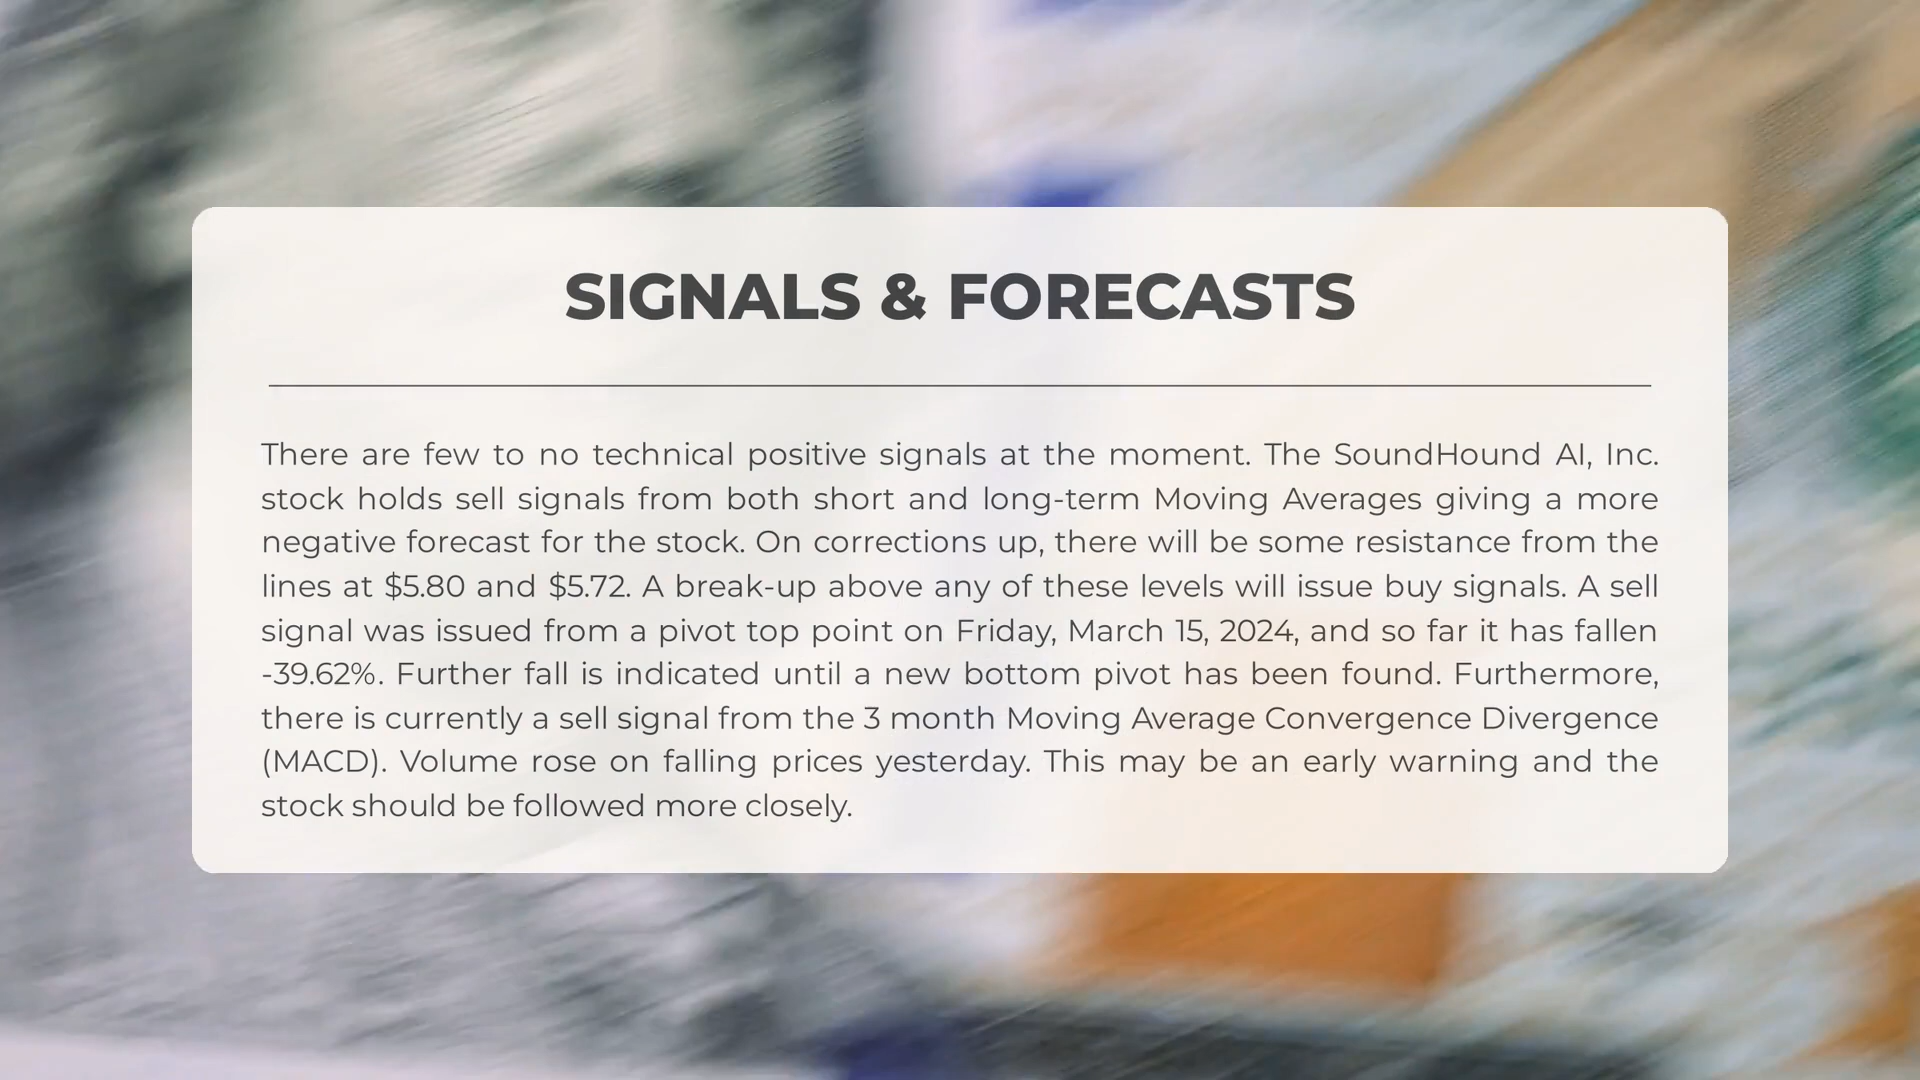 SIGNALS & FORECASTS
There are few to no technical positive signals at the moment. The SoundHound AI, Inc.
stock holds sell signals from both short and long-term Moving Averages giving a more
negative forecast for the stock. On corrections up, there will be some resistance from the
lines at $5.80 and $5.72. A break-up above any of these levels will issue buy signals. A sell
signal was issued from a pivot top point on Friday, March 15, 2024, and so far it has fallen
-39.62%. Further fall is indicated until a new bottom pivot has been found. Furthermore,
there is currently a sell signal from the 3 month Moving Average Convergence Divergence
(MACD). Volume rose on falling prices yesterday. This may be an early warning and the
stock should be followed more closely.